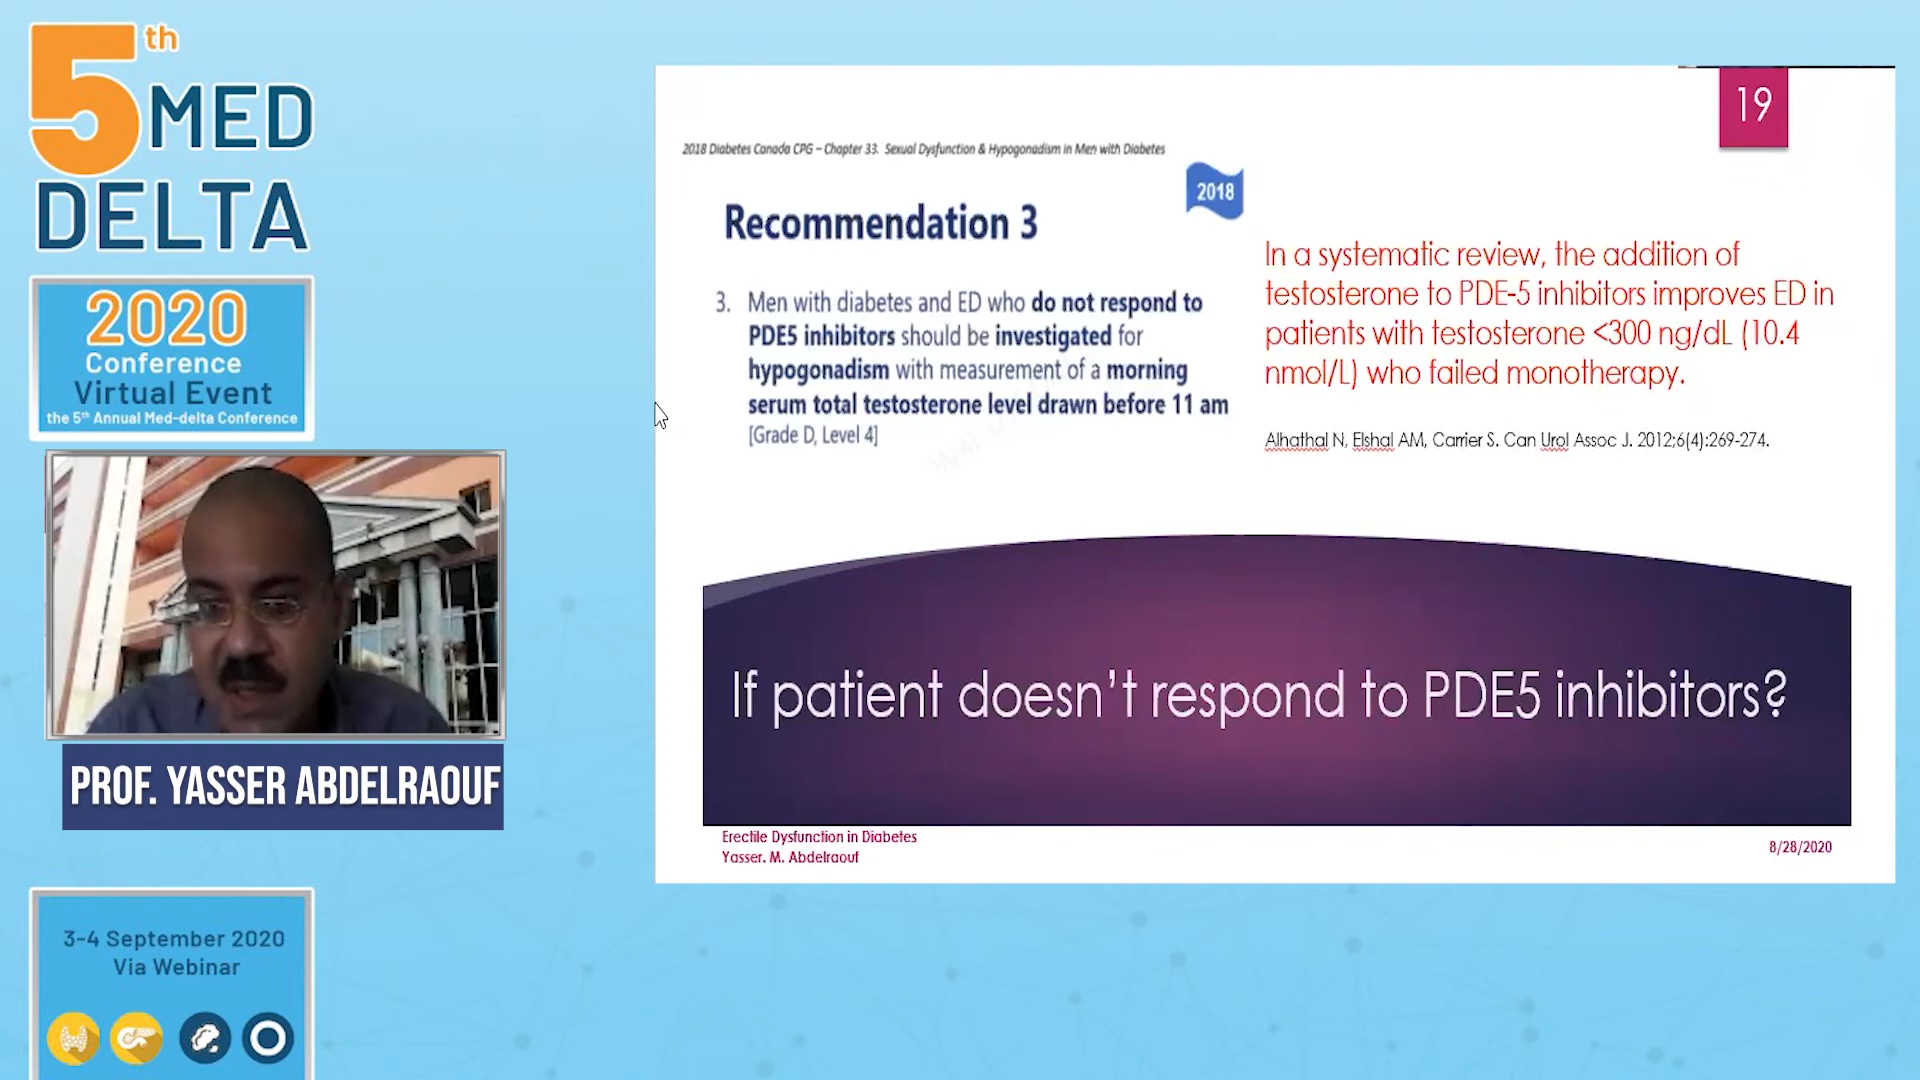 5th
MED
DELTA
2020
Conference
Virtual Event
the 5th Annual Med-delta Conference
PROF. YASSER ABDELRAOUF
3-4 September 2020
Via Webinar
19
2018 Diabetes Canada CPG – Chapter 33. Sexual Dysfunction & Hypogonadism in Men with Diabetes
2018
Recommendation 3
3. Men with diabetes and ED who do not respond to
PDE5 inhibitors should be investigated for
hypogonadism with measurement of a morning
serum total testosterone level drawn before 11 am
[Grade D, Level 4]
In a systematic review, the addition of
testosterone to PDE-5 inhibitors improves ED in
patients with testosterone <300 ng/dL (10.4
nmol/L) who failed monotherapy.
Alhathal N, Elshal AM, Carrier S. Can Urol Assoc J. 2012;6(4):269-274.
If patient doesn't respond to PDE5 inhibitors?
Erectile Dysfunction in Diabetes
Yasser. M. Abdelraouf
8/28/2020